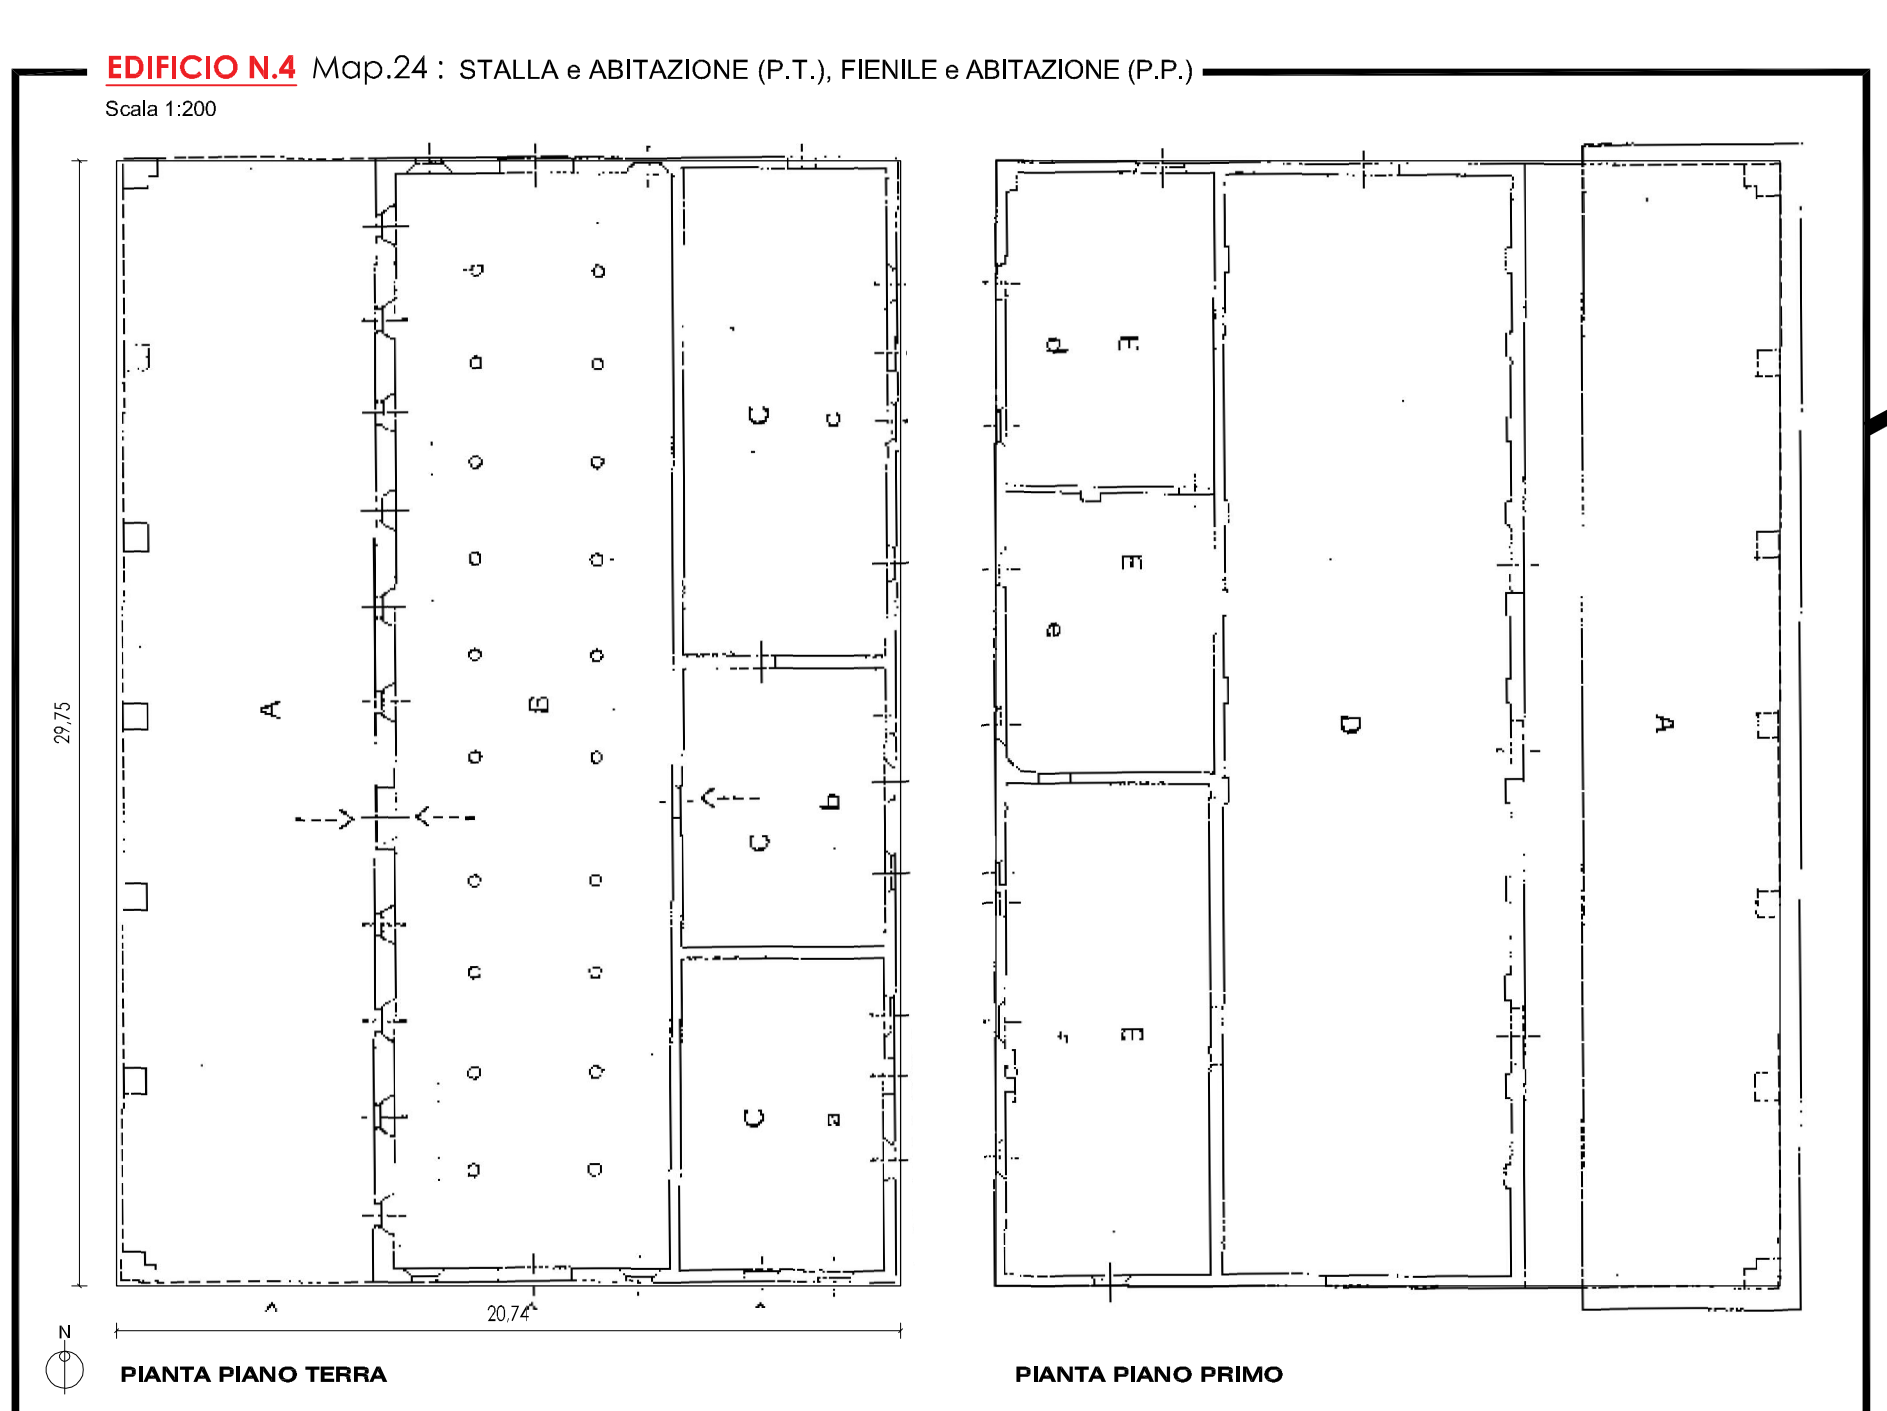 EDIFICIO N.4 Map.24 : STALLA e ABITAZIONE (P.T.), FIENILE e ABITAZIONE (P.P.)
Scala 1:200
29,75
A
B
C c
C b
C a
20,74
N
PIANTA PIANO TERRA
d E
E
e
D
A
f E
PIANTA PIANO PRIMO